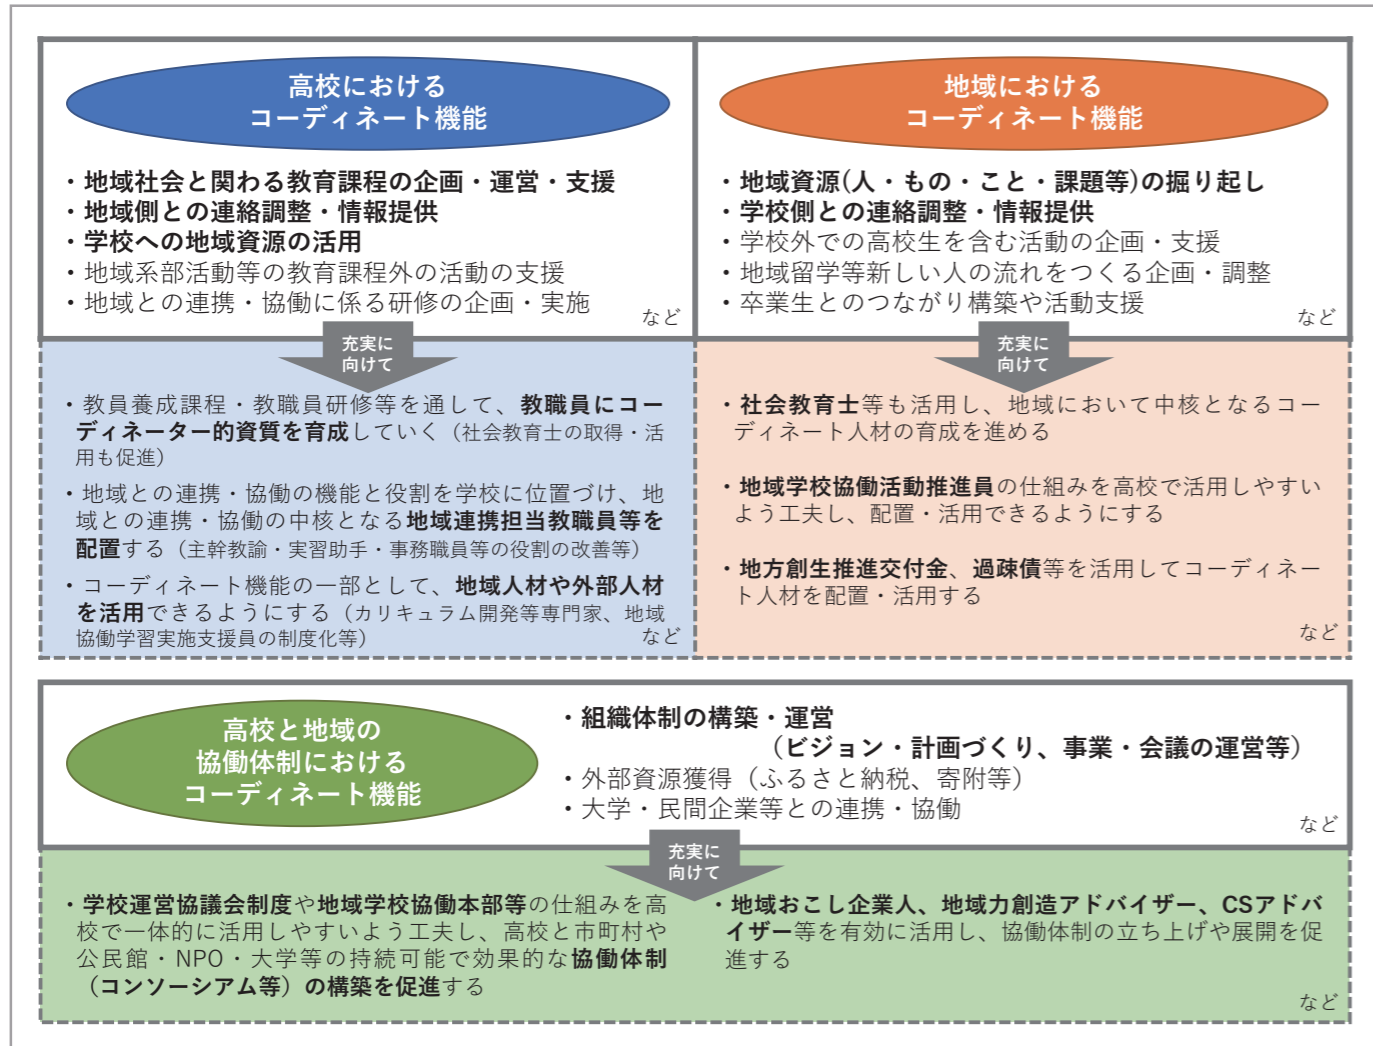 高校における
コーディネート機能
・地域社会と関わる教育課程の企画・運営・支援
・地域側との連絡調整・情報提供
・学校への地域資源の活用
・地域系部活動等の教育課程外の活動の支援
・地域との連携・協働に係る研修の企画・実施
など
充実に
向けて
・教員養成課程・教職員研修等を通して、教職員にコー
ディネーター的資質を育成していく（社会教育士の取得・活
用も促進）
・地域との連携・協働の機能と役割を学校に位置づけ、地
域との連携・協働の中核となる地域連携担当教職員等を
配置する（主幹教諭・実習助手・事務職員等の役割の改善等）
・コーディネート機能の一部として、地域人材や外部人材
を活用できるようにする（カリキュラム開発等専門家、地域
協働学習実施支援員の制度化等）
など
地域における
コーディネート機能
・地域資源(人・もの・こと・課題等)の掘り起し
・学校側との連絡調整・情報提供
・学校外での高校生を含む活動の企画・支援
・地域留学等新しい人の流れをつくる企画・調整
・卒業生とのつながり構築や活動支援
など
充実に
向けて
・社会教育士等も活用し、地域において中核となるコー
ディネート人材の育成を進める
・地域学校協働活動推進員の仕組みを高校で活用しやすい
よう工夫し、配置・活用できるようにする
・地方創生推進交付金、過疎債等を活用してコーディネー
ト人材を配置・活用する
など
高校と地域の
協働体制における
コーディネート機能
・組織体制の構築・運営
（ビジョン・計画づくり、事業・会議の運営等）
・外部資源獲得（ふるさと納税、寄附等）
・大学・民間企業等との連携・協働
など
充実に
向けて
・学校運営協議会制度や地域学校協働本部等の仕組みを高
校で一体的に活用しやすいよう工夫し、高校と市町村や
公民館・NPO・大学等の持続可能で効果的な協働体制
（コンソーシアム等）の構築を促進する
・地域おこし企業人、地域力創造アドバイザー、CSアドバ
イザー等を有効に活用し、協働体制の立ち上げや展開を促
進する
など